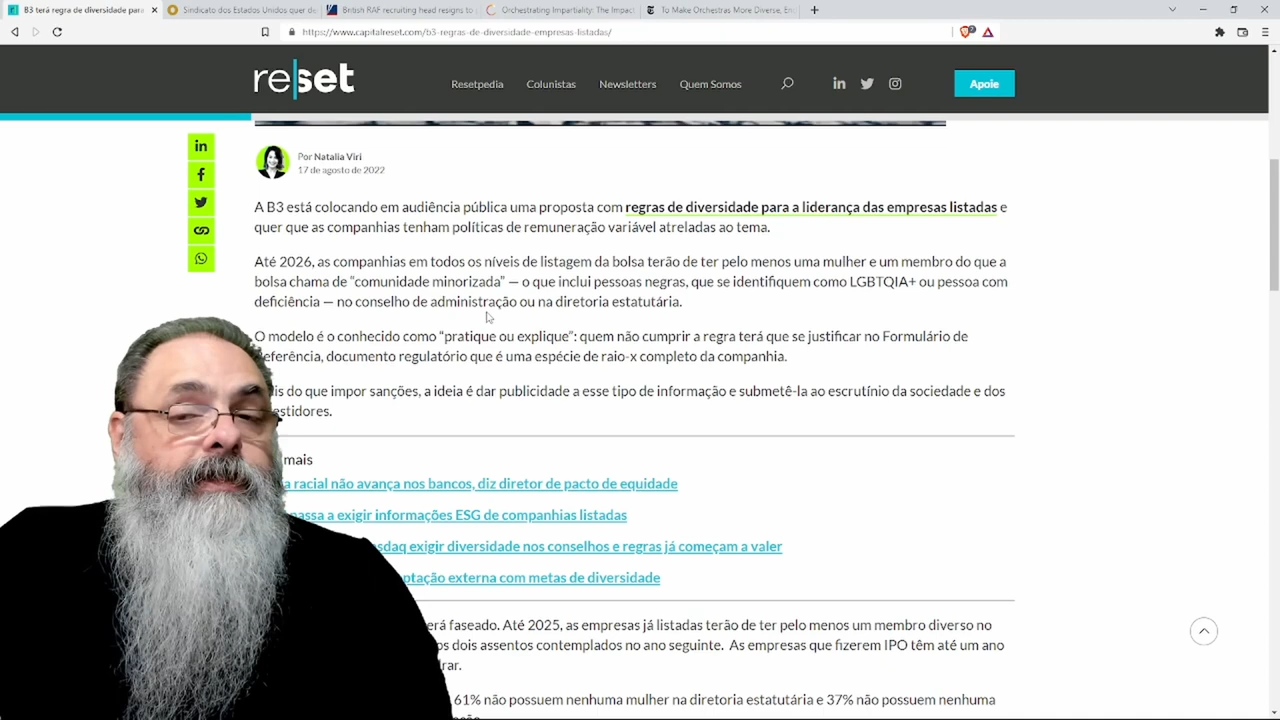 B3 terá regra de diversidade para
Sindicato dos Estados Unidos quer de
British RAF recruiting head resigns to
Orchestrating Impartiality: The Impact
To Make Orchestras More Diverse, En
https://www.capitalreset.com/b3-regras-de-diversidade-empresas-listadas/
reset
Resetpedia
Colunistas
Newsletters
Quem Somos
Apoie
Por Natalia Viri
17 de agosto de 2022
A B3 está colocando em audiência pública uma proposta com regras de diversidade para a liderança das empresas listadas e
quer que as companhias tenham políticas de remuneração variável atreladas ao tema.
Até 2026, as companhias em todos os níveis de listagem da bolsa terão de ter pelo menos uma mulher e um membro do que a
bolsa chama de “comunidade minorizada” — o que inclui pessoas negras, que se identifiquem como LGBTQIA+ ou pessoa com
deficiência — no conselho de administração ou na diretoria estatutária.
O modelo é o conhecido como “pratique ou explique”: quem não cumprir a regra terá que se justificar no Formulário de
eferência, documento regulatório que é uma espécie de raio-x completo da companhia.
is do que impor sanções, a ideia é dar publicidade a esse tipo de informação e submetê-la ao escrutínio da sociedade e dos
estidores.
mais
a racial não avança nos bancos, diz diretor de pacto de equidade
passa a exigir informações ESG de companhias listadas
sdaq exigir diversidade nos conselhos e regras já começam a valer
ptação externa com metas de diversidade
erá faseado. Até 2025, as empresas já listadas terão de ter pelo menos um membro diverso no
os dois assentos contemplados no ano seguinte. As empresas que fizerem IPO têm até um ano
rar.
61% não possuem nenhuma mulher na diretoria estatutária e 37% não possuem nenhuma